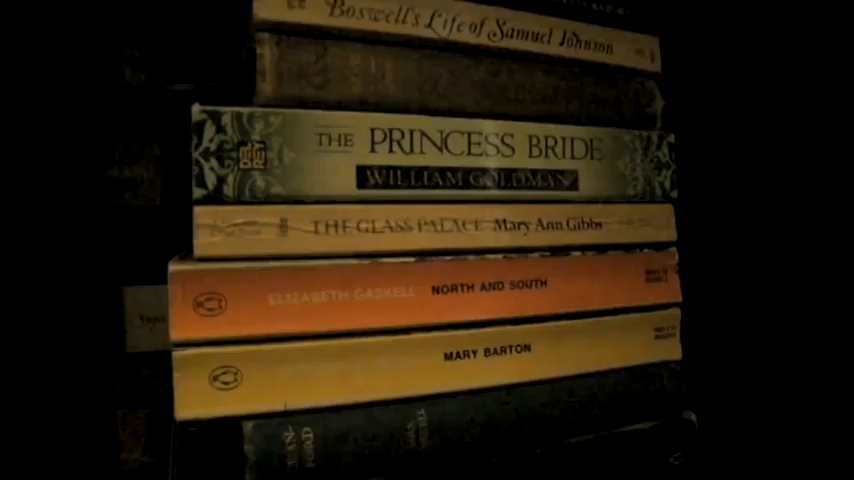 Boswell's Life of Samuel Johnson
DEL REY
THE PRINCESS BRIDE
WILLIAM GOLDMAN
THE GLASS PALACE Mary Ann Gibbs
ELIZABETH GASKELL NORTH AND SOUTH
MARY BARTON